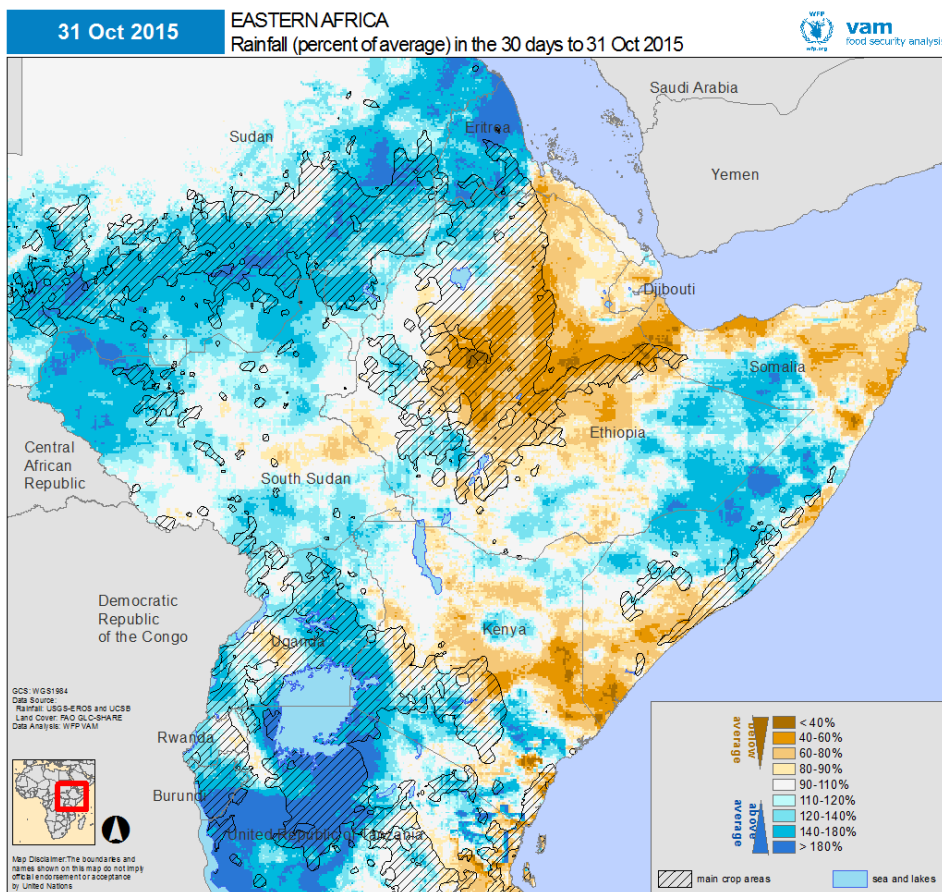 31 Oct 2015
EASTERN AFRICA
Rainfall (percent of average) in the 30 days to 31 Oct 2015
WFP
wfp.org
vam
food security analysis
Saudi Arabia
Sudan
Eritrea
Yemen
Djibouti
Somalia
Ethiopia
Central
African
Republic
South Sudan
Democratic
Republic
of the Congo
Kenya
Uganda
Rwanda
Burundi
United Republic of Tanzania
GCS: WGS1984
Data Source:
Rainfall: USGS-EROS and UCSB
Land Cover: FAO GLC-SHARE
Data Analysis: WFP VAM
Map Disclaimer:The boundaries and
names shown on this map do not imply
official endorsement or acceptance
by United Nations
below
average
above
average
< 40%
40-60%
60-80%
80-90%
90-110%
110-120%
120-140%
140-180%
> 180%
main crop areas
sea and lakes